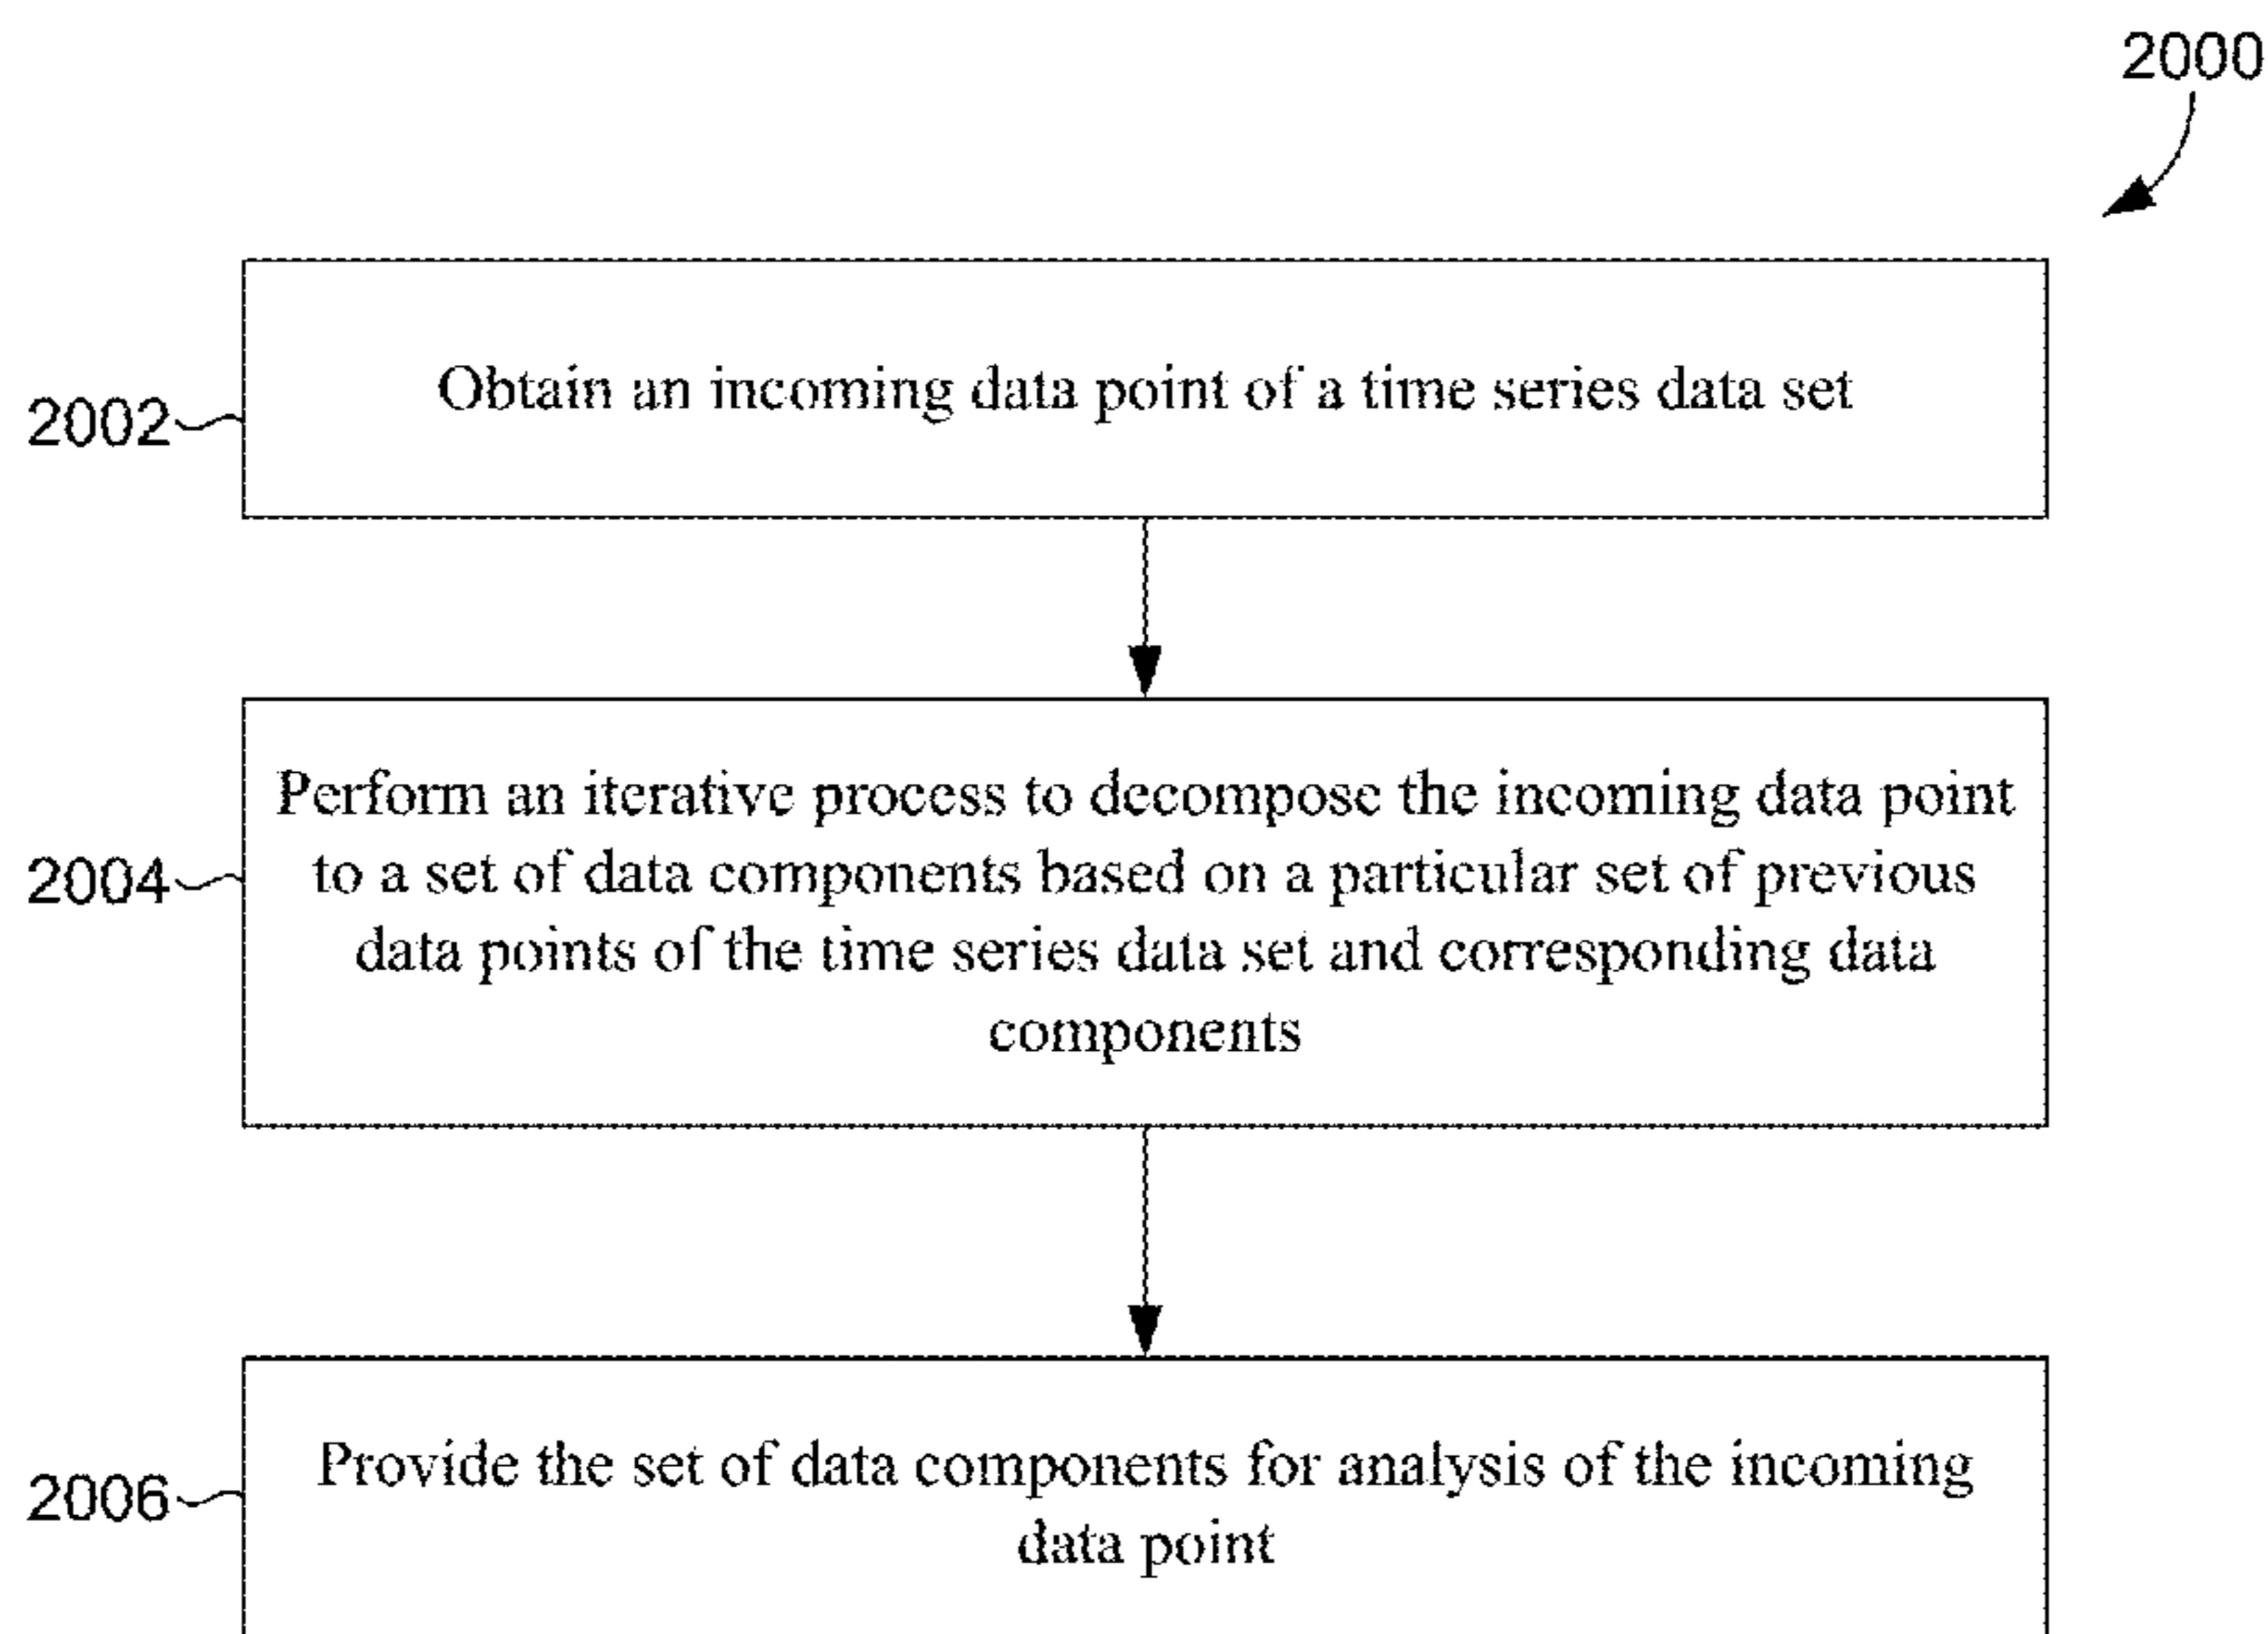 2000
Obtain an incoming data point of a time series data set
2002
Perform an iterative process to decompose the incoming data point
to a set of data components based on a particular set of previous
2004
data points of the time series data set and corresponding data
components
Provide the set of data components for analysis of the incoming
2006
data point